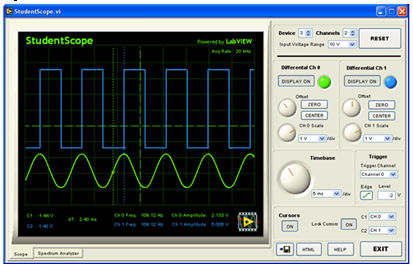 StudentScope.vi
StudentScope
Powered by LabVIEW
Acq Rate: 20 kHz
C1 -1.44 V
C2 -1.40 V
dT: 2.40 ms
Ch 0 Freq: 109.12 Hz
Ch 0 Amplitude: 2.133 V
Ch 1 Freq: 109.12 Hz
Ch 1 Amplitude: 5.005 V
Scope
Spectrum Analyzer
Device 3
Channels 2
Input Voltage Range 10 V
RESET
Differential Ch 0
Differential Ch 1
DISPLAY ON
DISPLAY ON
Offset
ZERO
CENTER
Offset
ZERO
CENTER
CH 0 Scale
1 V /div
CH 1 Scale
1 V /div
Timebase
5 ms /div
Trigger
Trigger Channel
Channel 0
Edge Level
-2 V
Cursors
ON
Lock Cursors
ON
C1 CH 0
C2 CH 1
HTML
HELP
EXIT